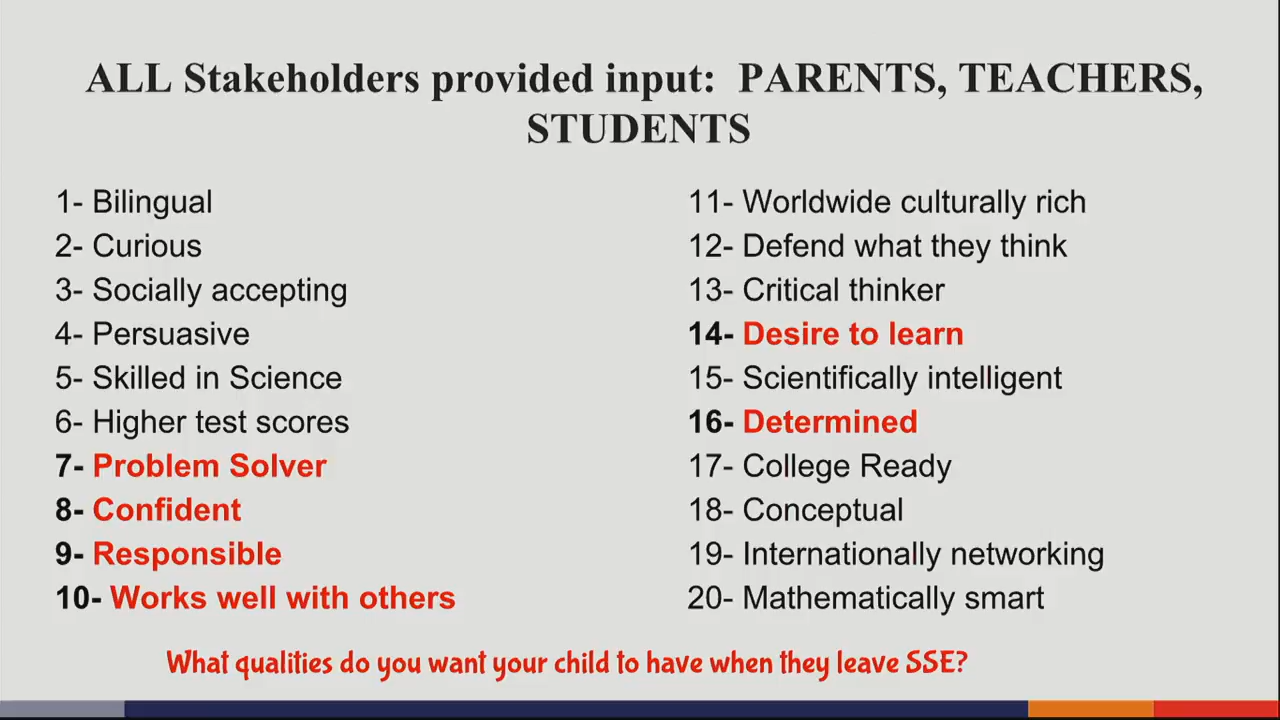 ALL Stakeholders provided input: PARENTS, TEACHERS,
STUDENTS
1- Bilingual
2- Curious
3- Socially accepting
4- Persuasive
5- Skilled in Science
6- Higher test scores
7- Problem Solver
8- Confident
9- Responsible
10- Works well with others
11- Worldwide culturally rich
12- Defend what they think
13- Critical thinker
14- Desire to learn
15- Scientifically intelligent
16- Determined
17- College Ready
18- Conceptual
19- Internationally networking
20- Mathematically smart
What qualities do you want your child to have when they leave SSE?